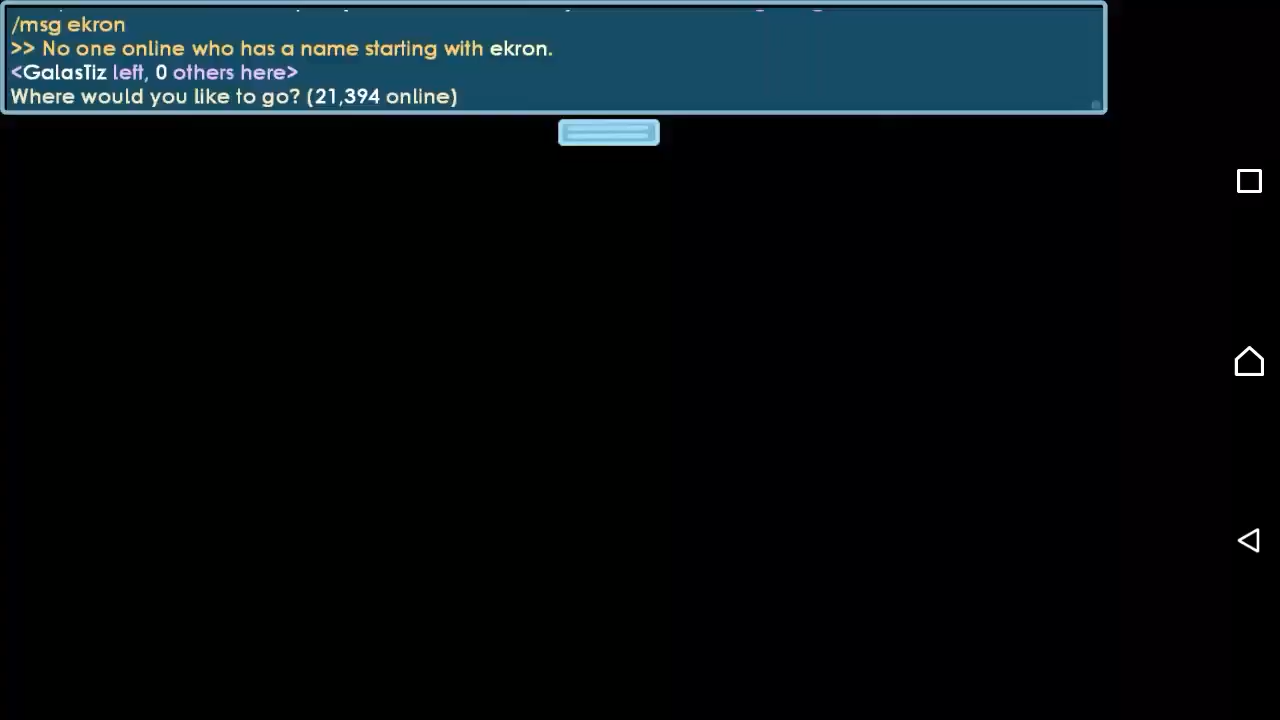 /msg ekron
>> No one online who has a name starting with ekron.
<GalasTiz left, 0 others here>
Where would you like to go? (21,394 online)